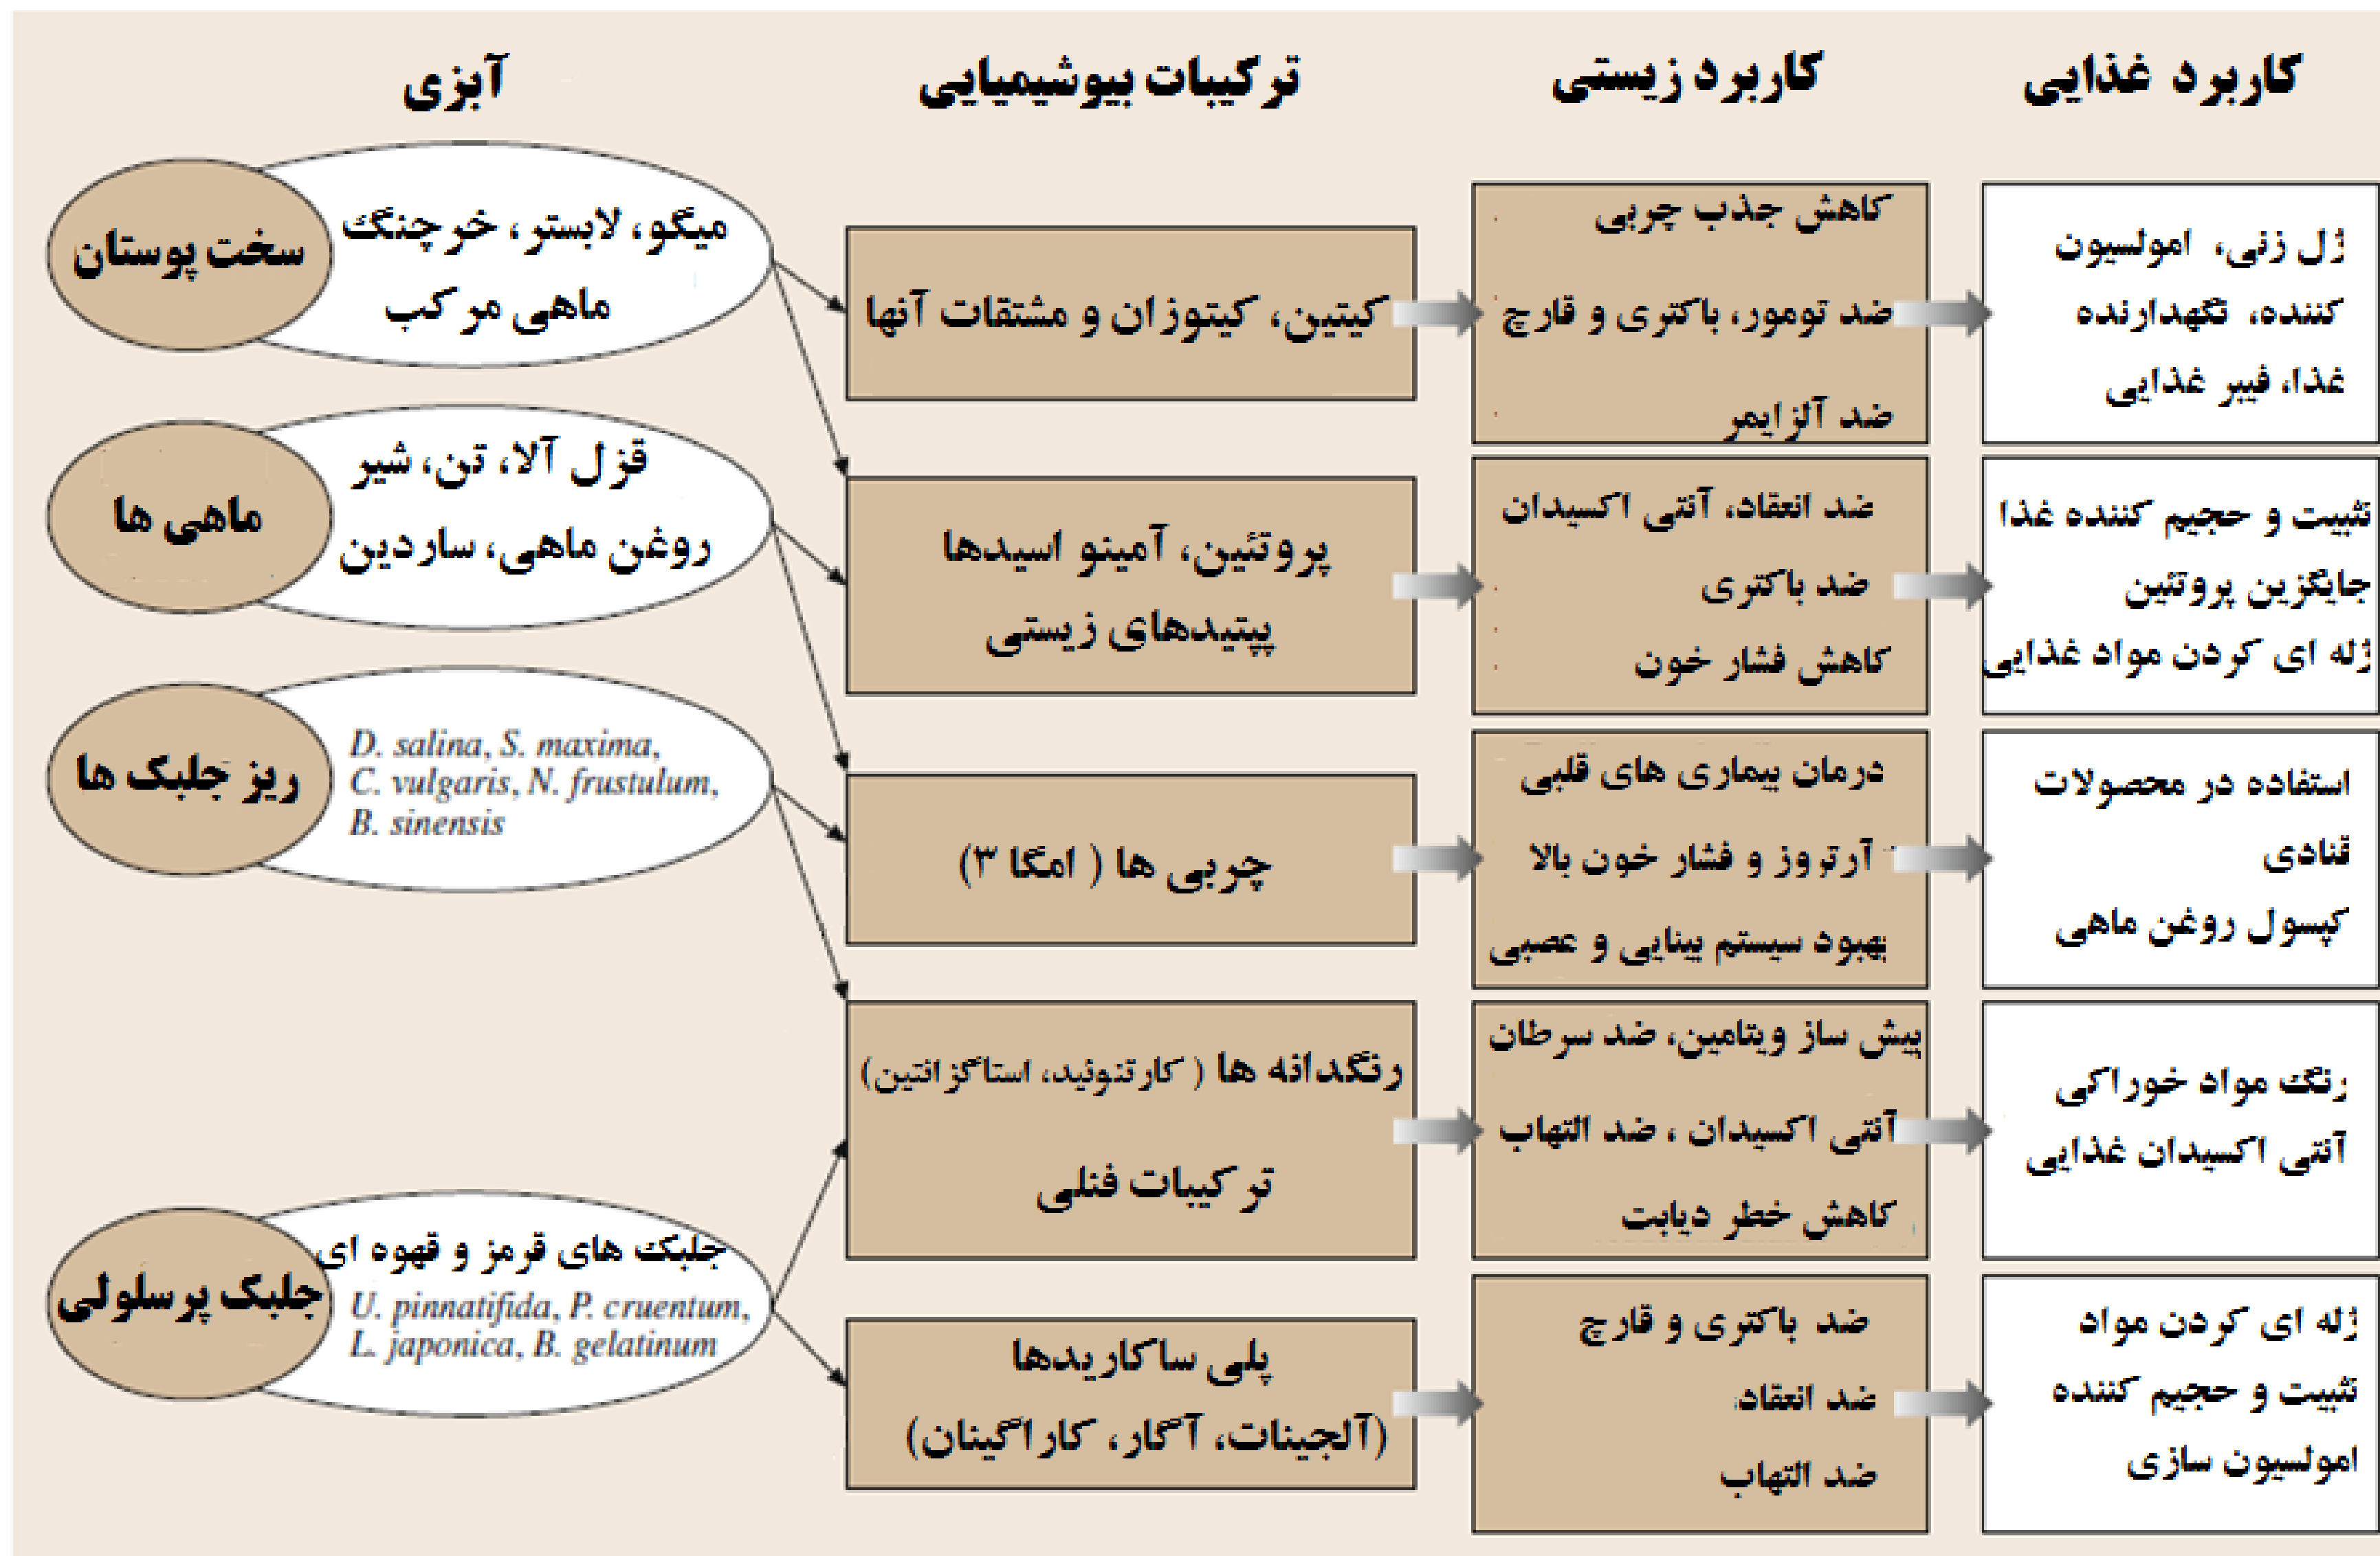 آبزی
ترکیبات بیوشیمیایی
کاربرد زیستی
کاربرد غذایی
سخت پوستان
میگو، لابستر، خرچنگ
ماهی مرکب
ماهی ها
قزل آلا، تن، شیر
روغن ماهی، ساردین
ریز جلبک ها
D. salina, S. maxima,
C. vulgaris, N. frustulum,
B. sinensis
جلبک پرسلولی
جلبک های قرمز و قهوه ای
U. pinnatifida, P. cruentum,
L. japonica, B. gelatinum
کیتین، کیتوزان و مشتقات آنها
پروتئین، آمینو اسیدها
پپتیدهای زیستی
چربی ها ( امگا ۳)
رنگدانه ها ( کارتنوئید، استاگزانتین)
ترکیبات فنلی
پلی ساکاریدها
(آلجینات، آگار، کاراگینان)
کاهش جذب چربی
ضد تومور، باکتری و قارچ
ضد آلزایمر
ضد انعقاد، آنتی اکسیدان
ضد باکتری
کاهش فشار خون
درمان بیماری های قلبی
آرتروز و فشار خون بالا
بهبود سیستم بینایی و عصبی
پیش ساز ویتامین، ضد سرطان
آنتی اکسیدان ، ضد التهاب
کاهش خطر دیابت
ضد باکتری و قارچ
ضد انعقاد
ضد التهاب
ژل زنی، امولسیون
کننده، نگهدارنده
غذا، فیبر غذایی
تثبیت و حجیم کننده غذا
جایگزین پروتئین
ژله ای کردن مواد غذایی
استفاده در محصولات
قنادی
کپسول روغن ماهی
رنگ مواد خوراکی
آنتی اکسیدان غذایی
ژله ای کردن مواد
تثبیت و حجیم کننده
امولسیون سازی